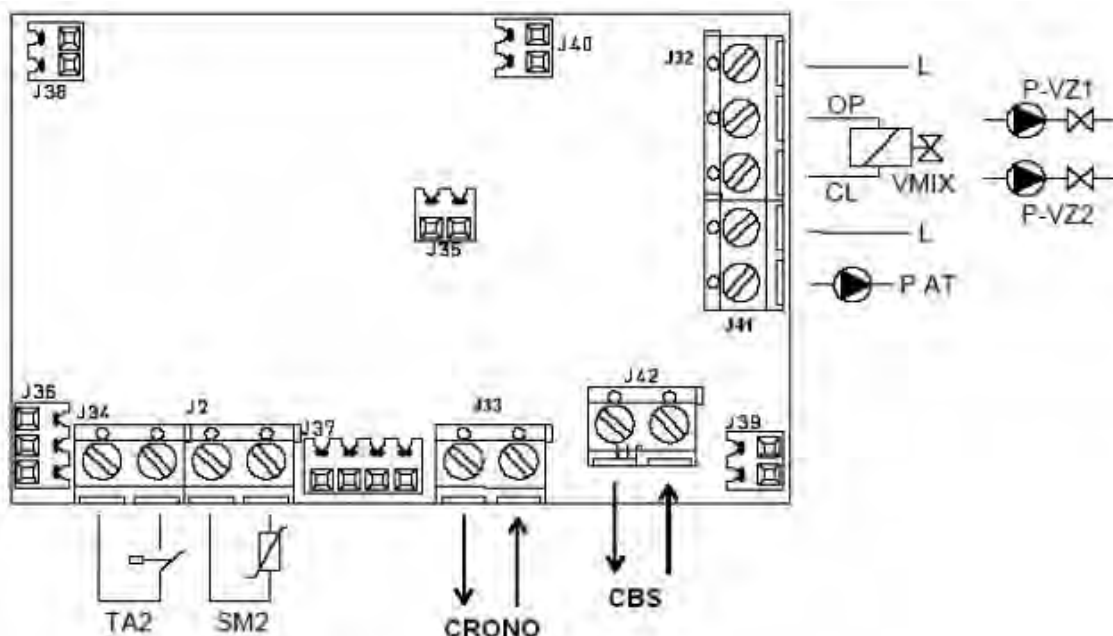 J38
J40
J32
L
P-VZ1
OP
CL
VMIX
P-VZ2
J35
L
P AT
J41
J36
J34
J2
J37
J33
J42
J39
TA2
SM2
CRONO
CBS